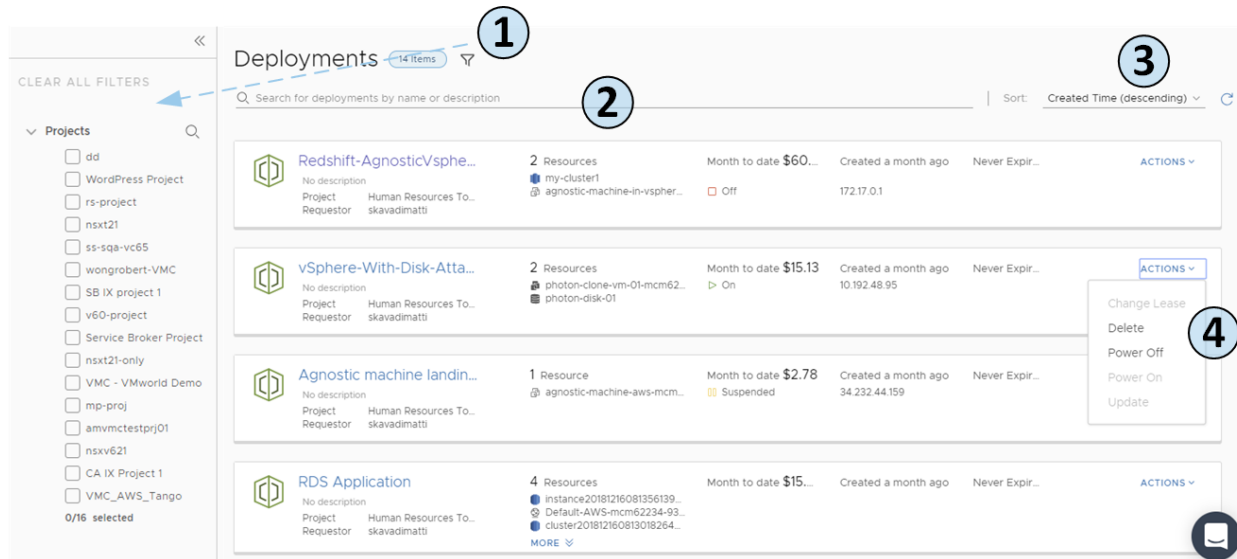 1
Deployments 14 items
CLEAR ALL FILTERS
Search for deployments by name or description
2
3
Sort: Created Time (descending)
Projects
dd
WordPress Project
rs-project
nsxt21
ss-sqa-vc65
wongrobert-VMC
SB IX project 1
v60-project
Service Broker Project
nsxt21-only
VMC - VMworld Demo
mp-proj
amvmctestprj01
nsxv621
CA IX Project 1
VMC_AWS_Tango
0/16 selected
Redshift-AgnosticVsphe... 2 Resources Month to date $60.... Created a month ago Never Expir... ACTIONS
No description my-cluster1
Project Human Resources To... agnostic-machine-in-vspher... Off 172.17.0.1
Requestor skavadimatti
vSphere-With-Disk-Atta... 2 Resources Month to date $15.13 Created a month ago Never Expir... ACTIONS
No description photon-clone-vm-01-mcm62... On 10.192.48.95
Project Human Resources To... photon-disk-01
Requestor skavadimatti
Change Lease
Delete
Power Off
Power On
Update
4
Agnostic machine landin... 1 Resource Month to date $2.78 Created a month ago Never Expir...
No description agnostic-machine-aws-mcm... Suspended 34.232.44.159
Project Human Resources To...
Requestor skavadimatti
RDS Application 4 Resources Month to date $15.... Created a month ago Never Expir... ACTIONS
No description instance20181216081356139...
Project Human Resources To... Default-AWS-mcm62234-93...
Requestor skavadimatti cluster201812160813018264...
MORE